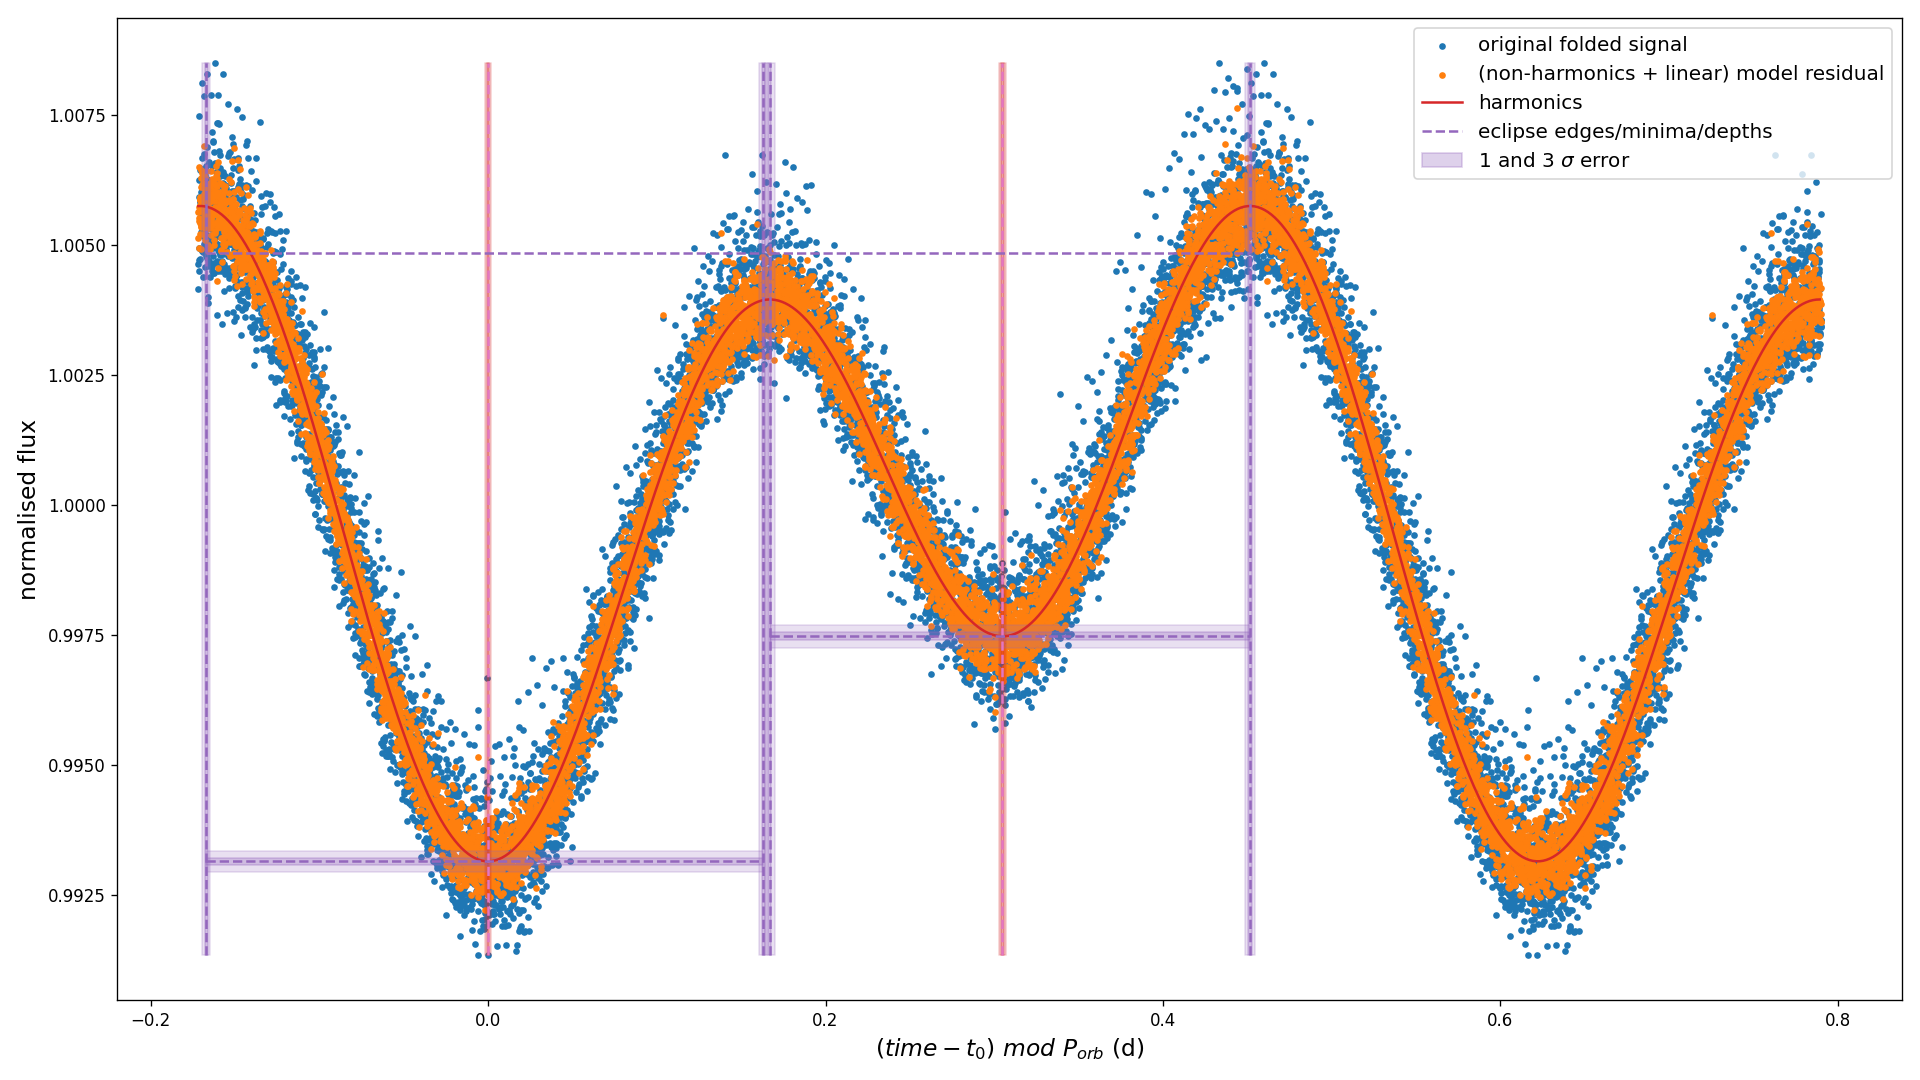 original folded signal
(non-harmonics + linear) model residual
harmonics
eclipse edges/minima/depths
1 and 3 σ error
normalised flux
1.0075
1.0050
1.0025
1.0000
0.9975
0.9950
0.9925
−0.2 0.0 0.2 0.4 0.6 0.8
(time − t₀) mod Pₒᵣb (d)